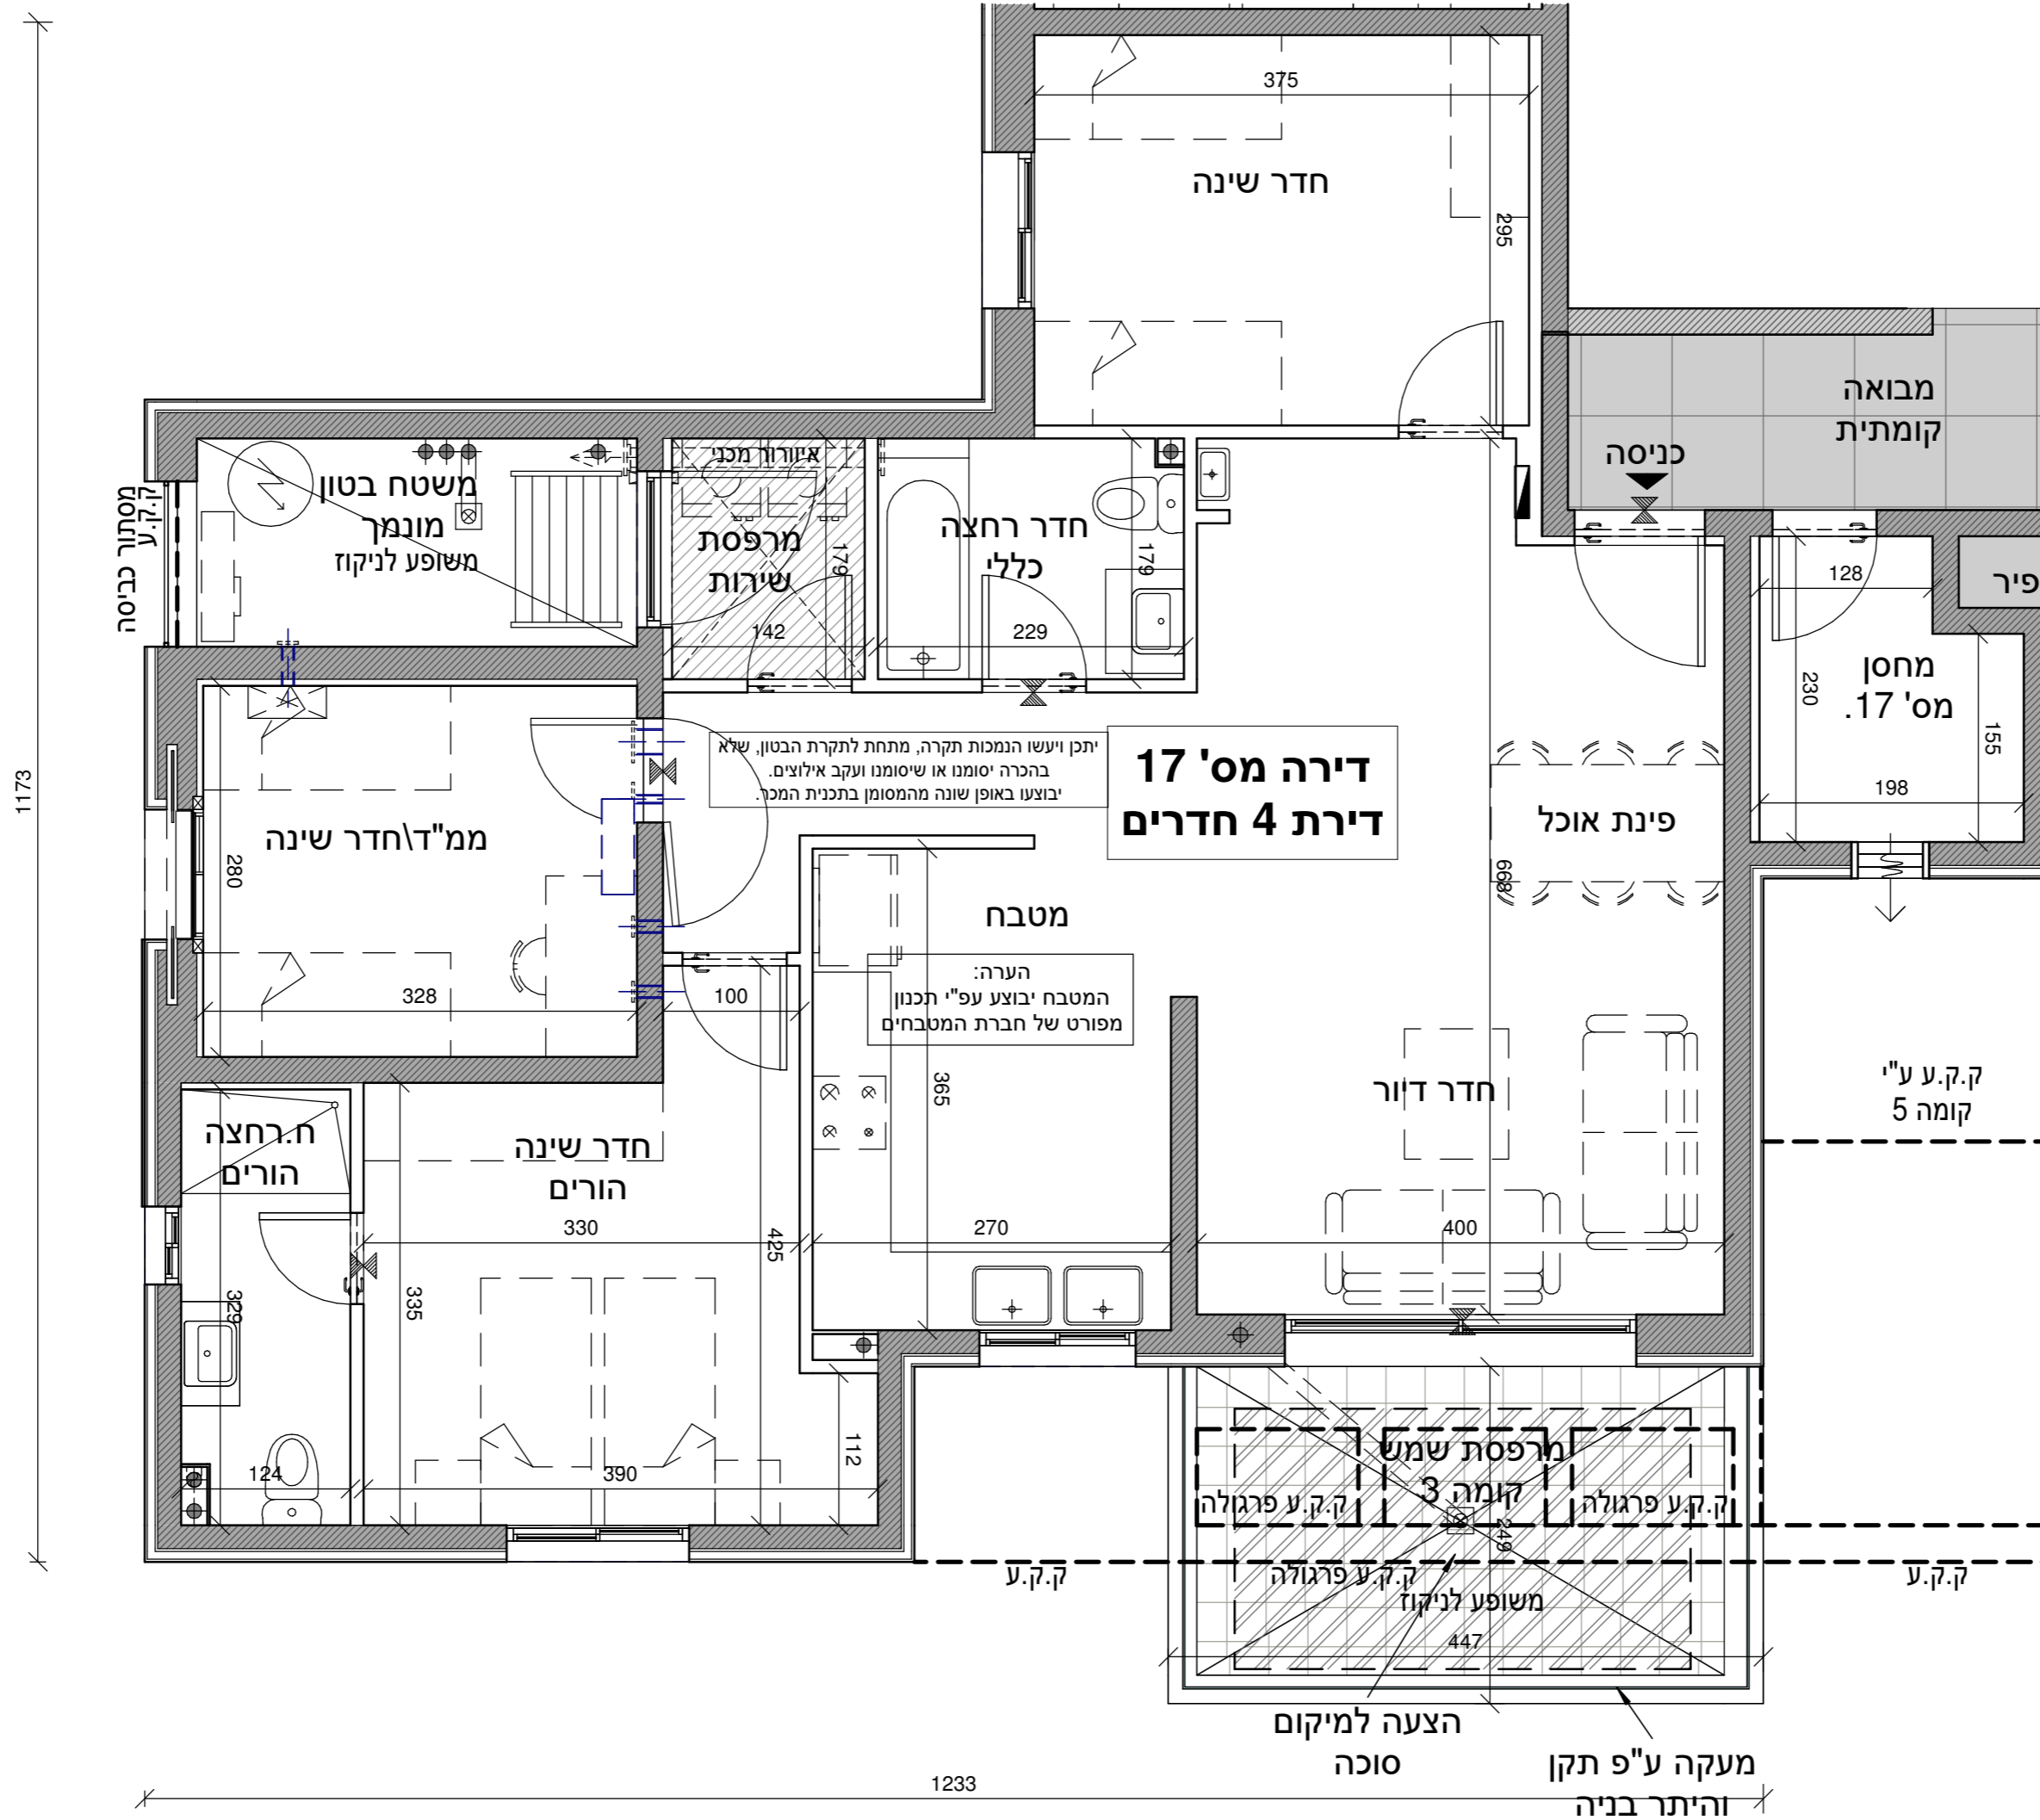 375
חדר שינה
295
מבואה
קומתית
כניסה
איוורור מכני
משטח בטון
מונמך
משופע לניקוז
מסתור כביסה
ק.ק.ע
מרפסת
שירות
179
142
חדר רחצה
כללי
179
229
128
פיר
מחסן
מס' 17.
230
155
198
יתכן ויעשו הנמכות תקרה, מתחת לתקרת הבטון, שלא
בהכרה יסומנו או שיסומנו ועקב אילוצים.
יבוצעו באופן שונה מהמסומן בתכנית המכר.
דירה מס' 17
דירת 4 חדרים
פינת אוכל
668
1173
ממ"ד\חדר שינה
280
328
100
מטבח
הערה:
המטבח יבוצע עפ"י תכנון
מפורט של חברת המטבחים
365
חדר דיור
ק.ק.ע ע"י
קומה 5
ח.רחצה
הורים
חדר שינה
הורים
330
425
270
400
329
335
112
124
390
מרפסת שמש
קומה 3
ק.ק.ע פרגולה
ק.ק.ע פרגולה
249
ק.ק.ע
ק.ק.ע פרגולה
ק.ק.ע
משופע לניקוז
447
הצעה למיקום
סוכה
מעקה ע"פ תקן
והיתר בניה
1233